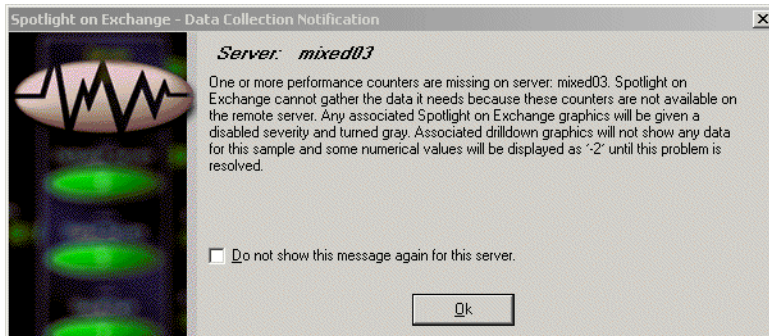 Spotlight on Exchange - Data Collection Notification
Server: mixed03
One or more performance counters are missing on server: mixed03. Spotlight on
Exchange cannot gather the data it needs because these counters are not available on
the remote server. Any associated Spotlight on Exchange graphics will be given a
disabled severity and turned gray. Associated drilldown graphics will not show any data
for this sample and some numerical values will be displayed as '-2' until this problem is
resolved.
Do not show this message again for this server.
Ok